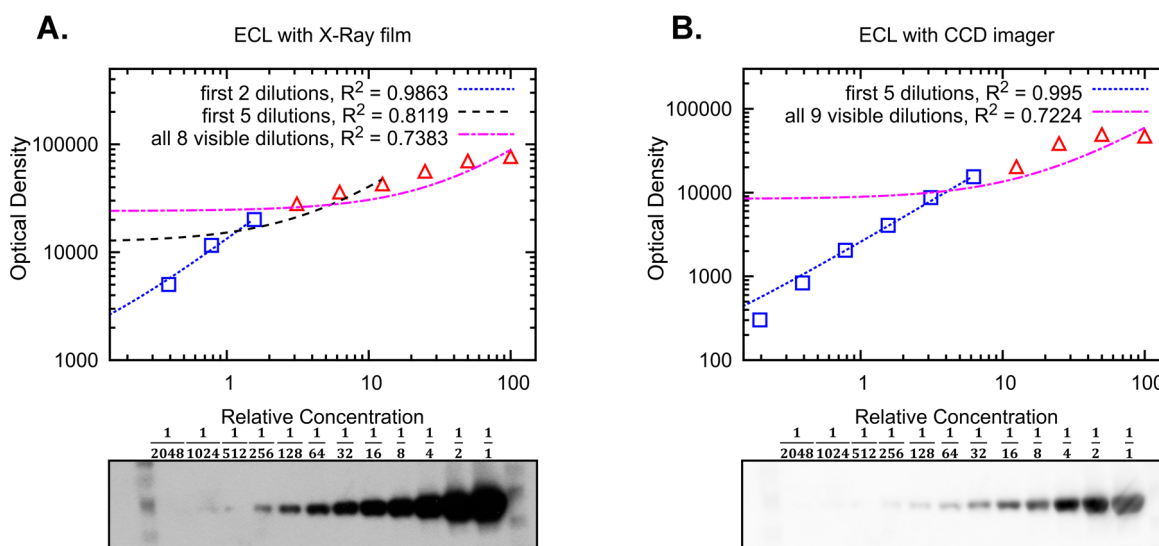 A.
ECL with X-Ray film
first 2 dilutions, R² = 0.9863
first 5 dilutions, R² = 0.8119
all 8 visible dilutions, R² = 0.7383
Optical Density
100000
10000
1000
1 10 100
Relative Concentration
1/2048 1/1024 1/512 1/256 1/128 1/64 1/32 1/16 1/8 1/4 1/2 1/1
B.
ECL with CCD imager
first 5 dilutions, R² = 0.995
all 9 visible dilutions, R² = 0.7224
Optical Density
100000
10000
1000
100
1 10 100
Relative Concentration
1/2048 1/1024 1/512 1/256 1/128 1/64 1/32 1/16 1/8 1/4 1/2 1/1